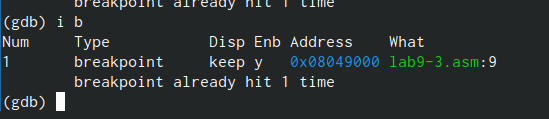 breakpoint already hit 1 time
(gdb) i b
Num     Type           Disp Enb Address    What
1       breakpoint     keep y   0x08049000 lab9-3.asm:9
        breakpoint already hit 1 time
(gdb)